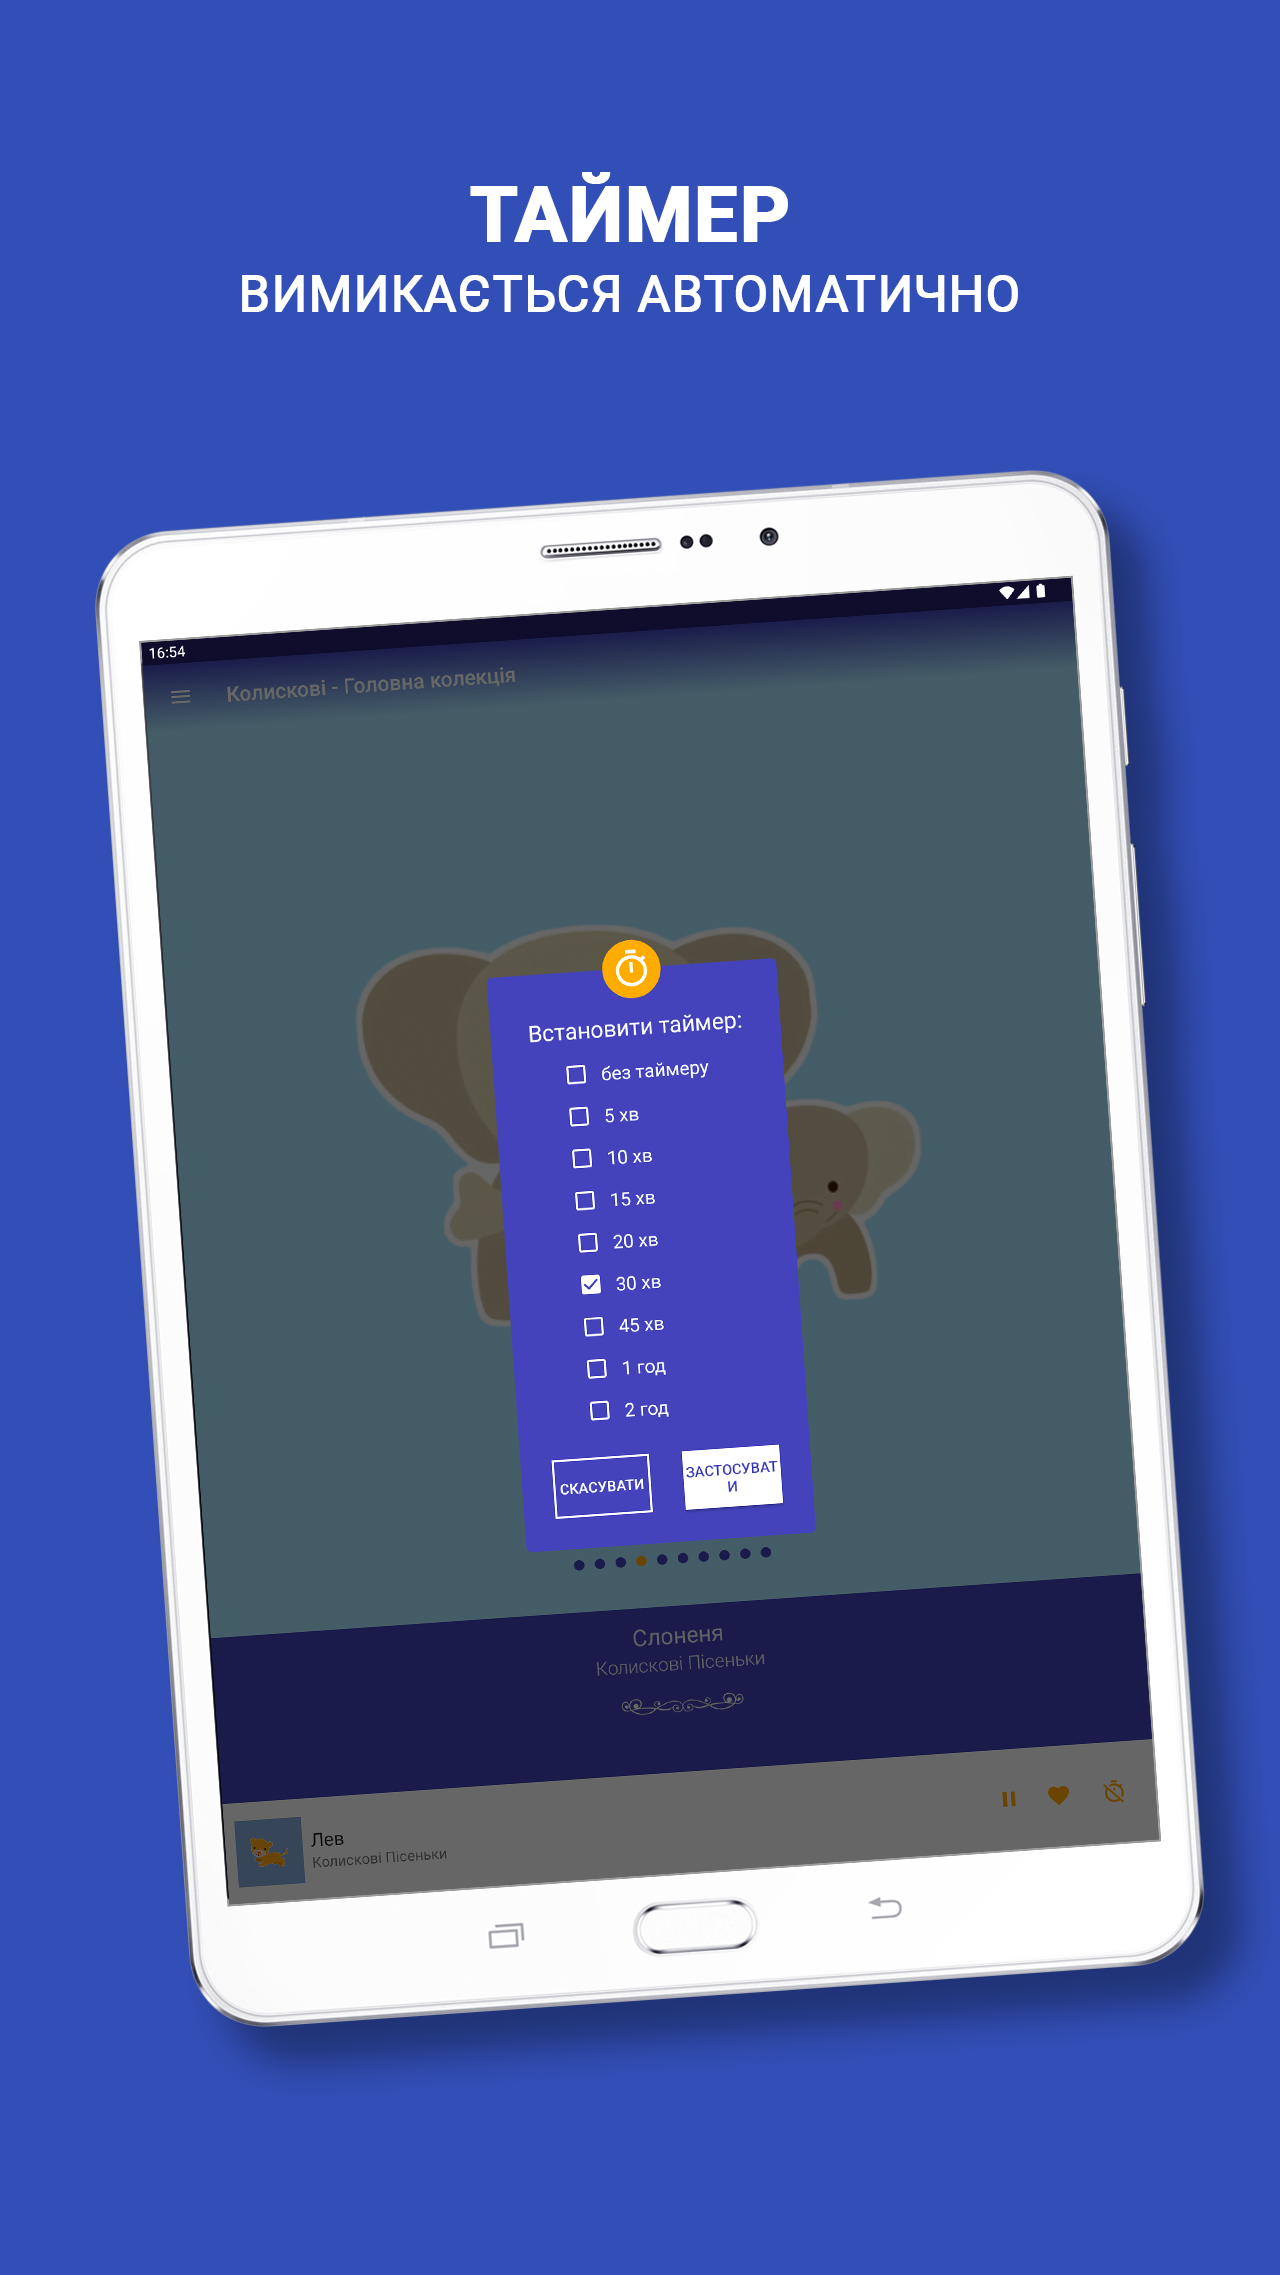 ТАЙМЕР
ВИМИКАЄТЬСЯ АВТОМАТИЧНО
16:54
Колискові - Головна колекція
Встановити таймер:
без таймеру
5 хв
10 хв
15 хв
20 хв
30 хв
45 хв
1 год
2 год
СКАСУВАТИ
ЗАСТОСУВАТ
И
Слоненя
Колискові Пісеньки
Лев
Колискові Пісеньки